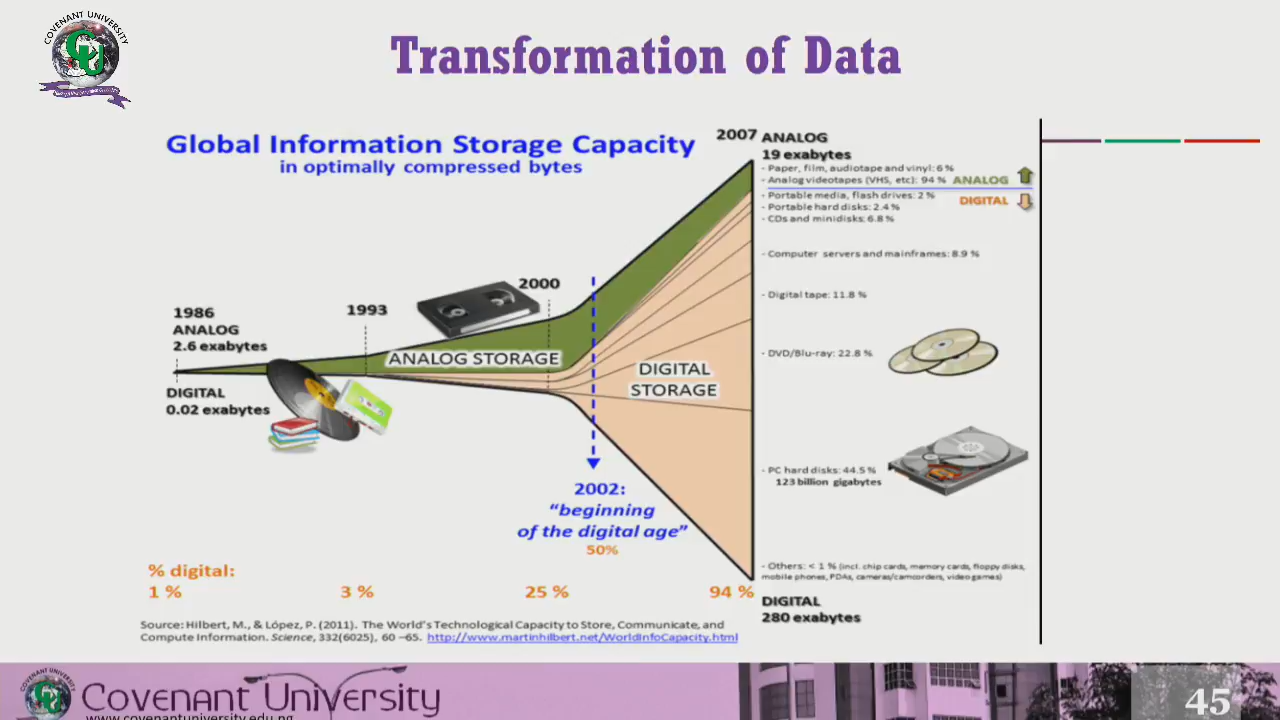 COVENANT UNIVERSITY
Transformation of Data
Global Information Storage Capacity
in optimally compressed bytes
2007
ANALOG
19 exabytes
- Paper, film, audiotape and vinyl: 6 %
- Analog videotapes (VHS, etc): 94 %
ANALOG
- Portable media, flash drives: 2 %
DIGITAL
- Portable hard disks: 2.4 %
- CDs and minidisks: 6.8 %
- Computer servers and mainframes: 8.9 %
- Digital tape: 11.8 %
- DVD/Blu-ray: 22.8 %
- PC hard disks: 44.5 %
123 billion gigabytes
- Others: < 1 % (incl. chip cards, memory cards, floppy disks,
mobile phones, PDAs, cameras/camcorders, video games)
DIGITAL
280 exabytes
1986
ANALOG
2.6 exabytes
DIGITAL
0.02 exabytes
1993
2000
ANALOG STORAGE
DIGITAL
STORAGE
2002:
"beginning
of the digital age"
50%
% digital:
1 % 3 % 25 % 94 %
Source: Hilbert, M., & López, P. (2011). The World's Technological Capacity to Store, Communicate, and
Compute Information. Science, 332(6025), 60 –65. http://www.martinhilbert.net/WorldInfoCapacity.html
Covenant University
www.covenantuniversity.edu.ng
45